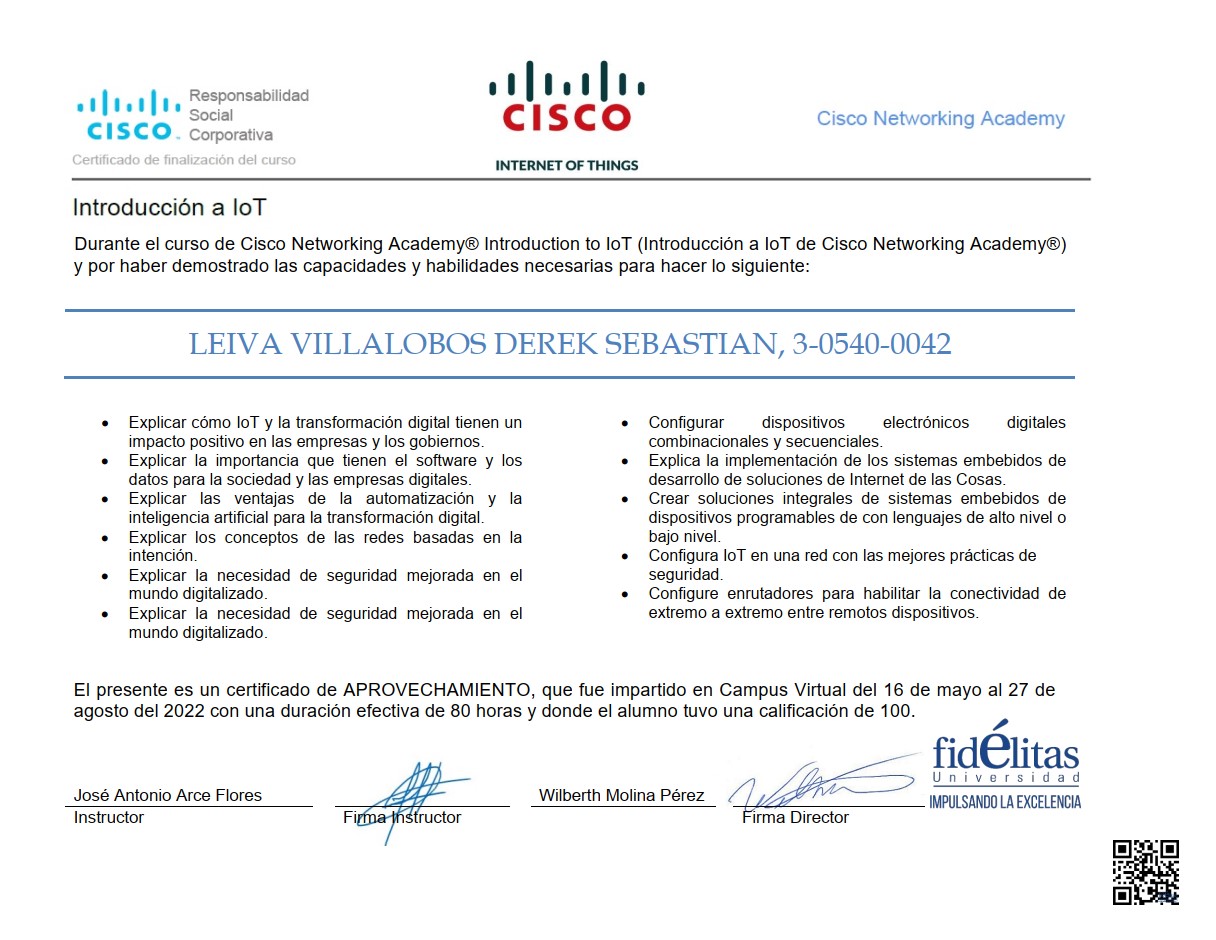 CISCO
Responsabilidad
Social
Corporativa
Certificado de finalización del curso
CISCO
INTERNET OF THINGS
Cisco Networking Academy
Introducción a IoT
Durante el curso de Cisco Networking Academy® Introduction to IoT (Introducción a IoT de Cisco Networking Academy®)
y por haber demostrado las capacidades y habilidades necesarias para hacer lo siguiente:
LEIVA VILLALOBOS DEREK SEBASTIAN, 3-0540-0042
• Explicar cómo IoT y la transformación digital tienen un
impacto positivo en las empresas y los gobiernos.
• Explicar la importancia que tienen el software y los
datos para la sociedad y las empresas digitales.
• Explicar las ventajas de la automatización y la
inteligencia artificial para la transformación digital.
• Explicar los conceptos de las redes basadas en la
intención.
• Explicar la necesidad de seguridad mejorada en el
mundo digitalizado.
• Explicar la necesidad de seguridad mejorada en el
mundo digitalizado.
• Configurar dispositivos electrónicos digitales
combinacionales y secuenciales.
• Explica la implementación de los sistemas embebidos de
desarrollo de soluciones de Internet de las Cosas.
• Crear soluciones integrales de sistemas embebidos de
dispositivos programables de con lenguajes de alto nivel o
bajo nivel.
• Configura IoT en una red con las mejores prácticas de
seguridad.
• Configure enrutadores para habilitar la conectividad de
extremo a extremo entre remotos dispositivos.
El presente es un certificado de APROVECHAMIENTO, que fue impartido en Campus Virtual del 16 de mayo al 27 de
agosto del 2022 con una duración efectiva de 80 horas y donde el alumno tuvo una calificación de 100.
José Antonio Arce Flores
Instructor
Firma Instructor
Wilberth Molina Pérez
Firma Director
fidélitas
Universidad
IMPULSANDO LA EXCELENCIA